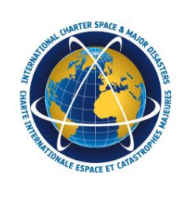 INTERNATIONAL CHARTER SPACE & MAJOR DISASTERS
CHARTE INTERNATIONALE ESPACE ET CATASTROPHES MAJEURES